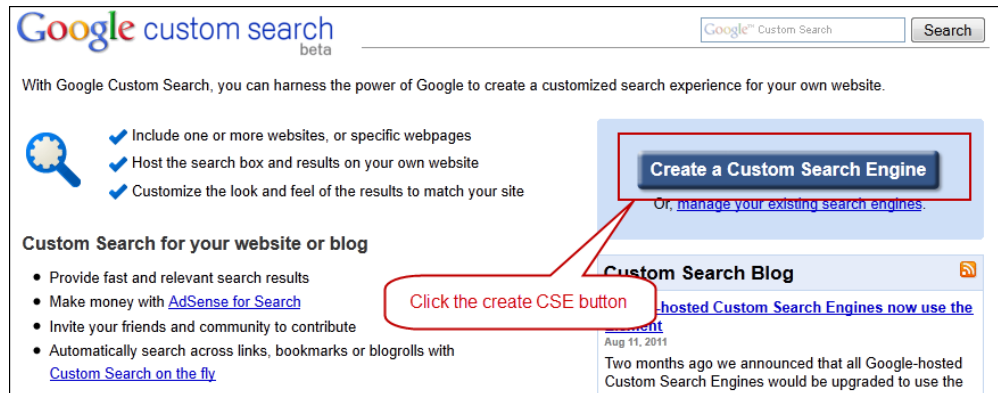 Google custom search
beta
Google™ Custom Search
Search
With Google Custom Search, you can harness the power of Google to create a customized search experience for your own website.
Include one or more websites, or specific webpages
Host the search box and results on your own website
Customize the look and feel of the results to match your site
Create a Custom Search Engine
Or, manage your existing search engines.
Custom Search for your website or blog
Provide fast and relevant search results
Make money with AdSense for Search
Invite your friends and community to contribute
Automatically search across links, bookmarks or blogrolls with
Custom Search on the fly
Click the create CSE button
Custom Search Blog
-hosted Custom Search Engines now use the
Element
Aug 11, 2011
Two months ago we announced that all Google-hosted
Custom Search Engines would be upgraded to use the